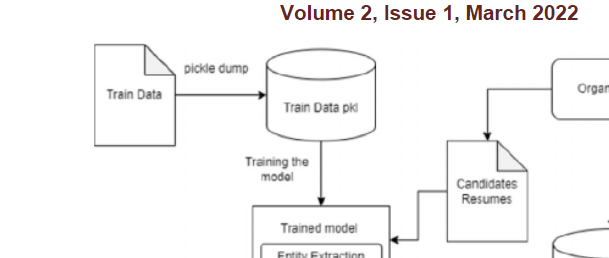 Volume 2, Issue 1, March 2022
pickle dump
Train Data
Train Data pkl
Organ
Training the
model
Candidates
Resumes
Trained model
Entity Extraction